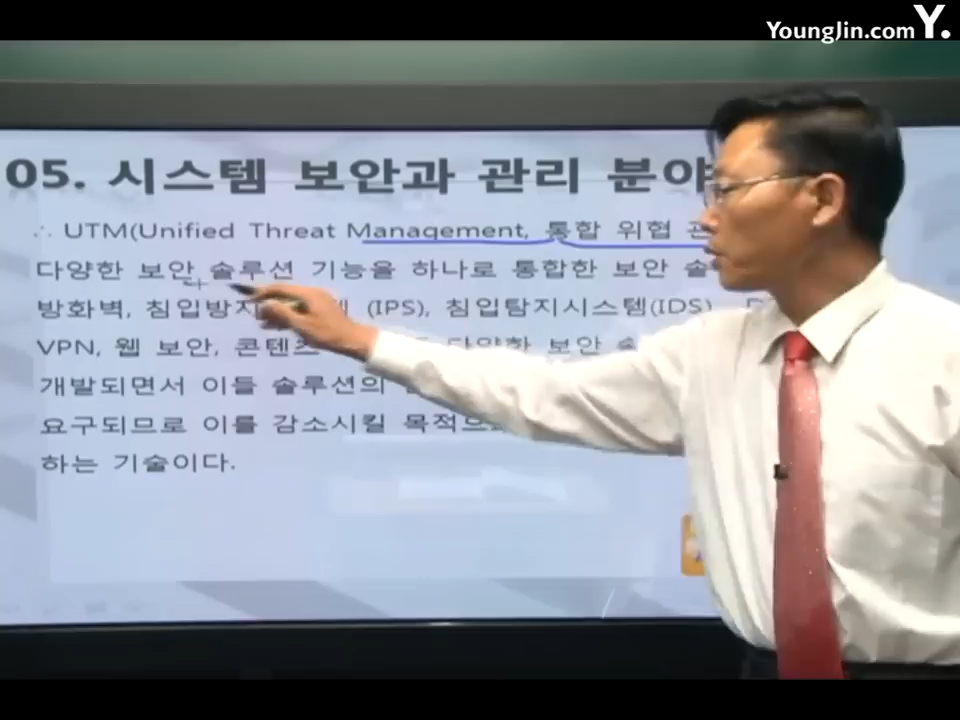 YoungJin.com Y.
05. 시스템 보안과 관리 분야
∴ UTM(Unified Threat Management, 통합 위협
다양한 보안 솔루션 기능을 하나로 통합한 보안
방화벽, 침입방지 (IPS), 침입탐지시스템(IDS),
VPN, 웹 보안, 콘텐츠 다양한 보안
개발되면서 이들 솔루션의
요구되므로 이를 감소시킬
하는 기술이다.